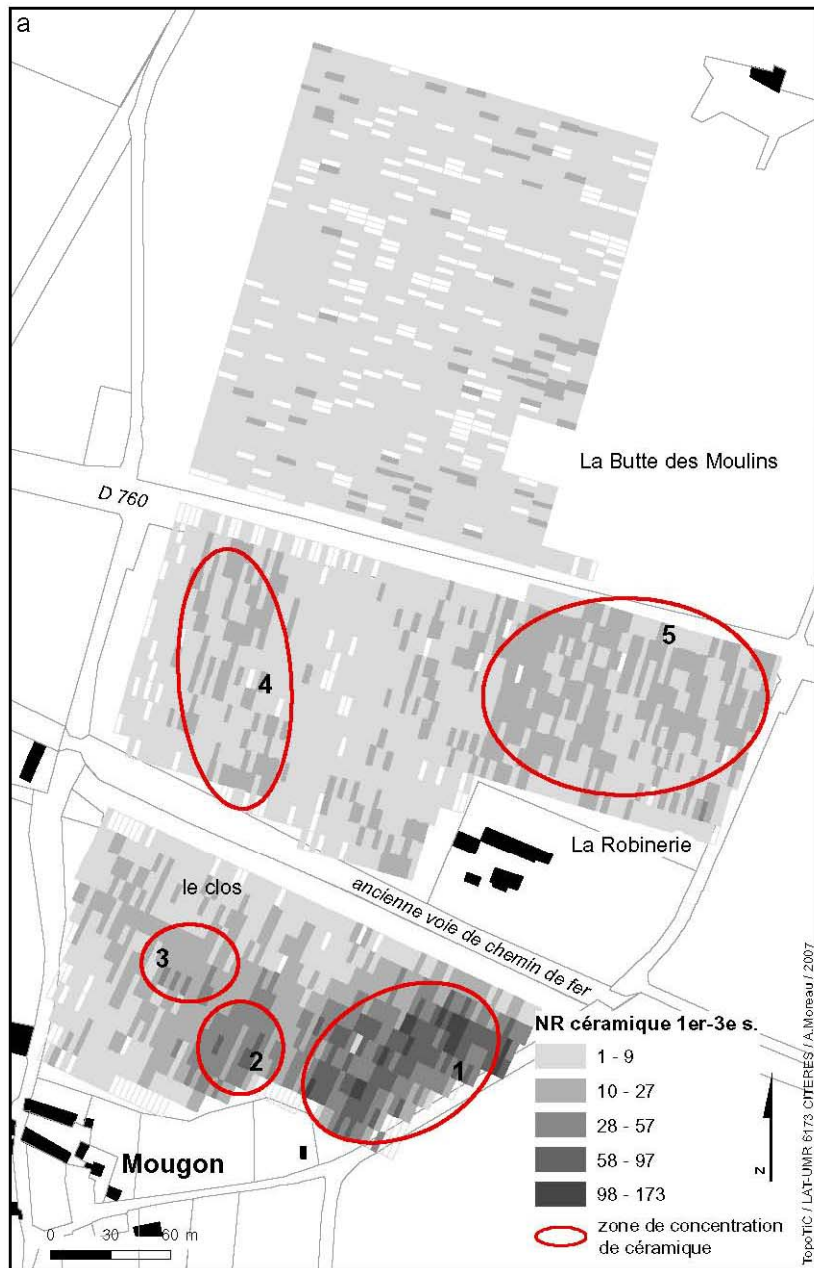 a
La Butte des Moulins
D 760
5
4
La Robinerie
le clos
ancienne voie de chemin de fer
3
2
1
Mougon
0 30 60 m
NR céramique 1er-3e s.
1 - 9
10 - 27
28 - 57
58 - 97
98 - 173
zone de concentration
de céramique
N
TopoTiC / LAT-UMR 6173 CITERES / A.Moreau / 2007